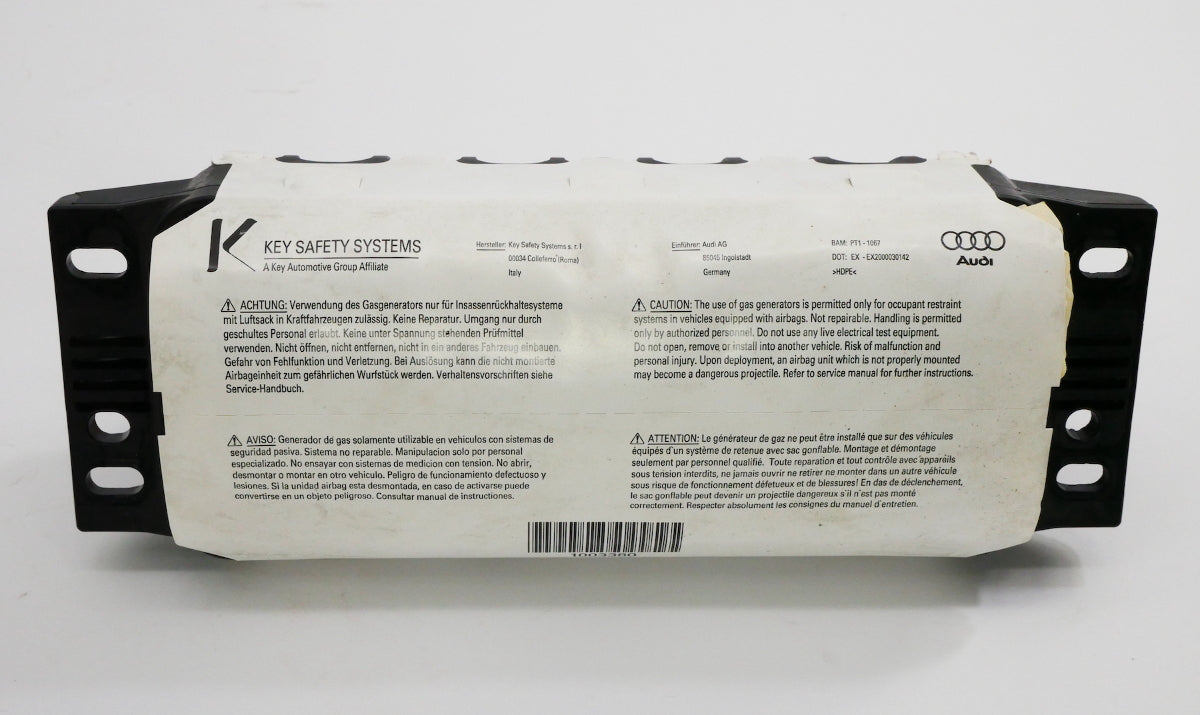 K KEY SAFETY SYSTEMS
A Key Automotive Group Affiliate
Hersteller: Key Safety Systems s. r. l
00034 Colleferro (Roma)
Italy
Einführer: Audi AG
85045 Ingolstadt
Germany
BAM: PT1 - 1067
DOT: EX - EX2000030142
>HDPE<
Audi
ACHTUNG: Verwendung des Gasgenerators nur für Insassenrückhaltesysteme
mit Luftsack in Kraftfahrzeugen zulässig. Keine Reparatur. Umgang nur durch
geschultes Personal erlaubt. Keine unter Spannung stehenden Prüfmittel
verwenden. Nicht öffnen, nicht entfernen, nicht in ein anderes Fahrzeug einbauen.
Gefahr von Fehlfunktion und Verletzung. Bei Auslösung kann die nicht montierte
Airbageinheit zum gefährlichen Wurfstück werden. Verhaltensvorschriften siehe
Service-Handbuch.
CAUTION: The use of gas generators is permitted only for occupant restraint
systems in vehicles equipped with airbags. Not repairable. Handling is permitted
only by authorized personnel. Do not use any live electrical test equipment.
Do not open, remove or install into another vehicle. Risk of malfunction and
personal injury. Upon deployment, an airbag unit which is not properly mounted
may become a dangerous projectile. Refer to service manual for further instructions.
AVISO: Generador de gas solamente utilizable en vehiculos con sistemas de
seguridad pasiva. Sistema no reparable. Manipulacion solo por personal
especializado. No ensayar con sistemas de medicion con tension. No abrir,
desmontar o montar en otro vehiculo. Peligro de funcionamiento defectuoso y
lesiones. Si la unidad airbag esta desmontada, en caso de activarse puede
convertirse en un objeto peligroso. Consultar manual de instrucciones.
ATTENTION: Le générateur de gaz ne peut être installé que sur des véhicules
équipés d'un système de retenue avec sac gonflable. Montage et démontage
seulement par personnel qualifié. Toute reparation et tout contrôle avec appareils
sous tension interdits, ne jamais ouvrir ne retirer ne monter dans un autre véhicule
sous risque de fonctionnement défetueux et de blessures! En das de déclenchement,
le sac gonflable peut devenir un projectile dangereux s'il n'est pas monté
correctement. Respecter absolument les consignes du manuel d'entretien.
1003380